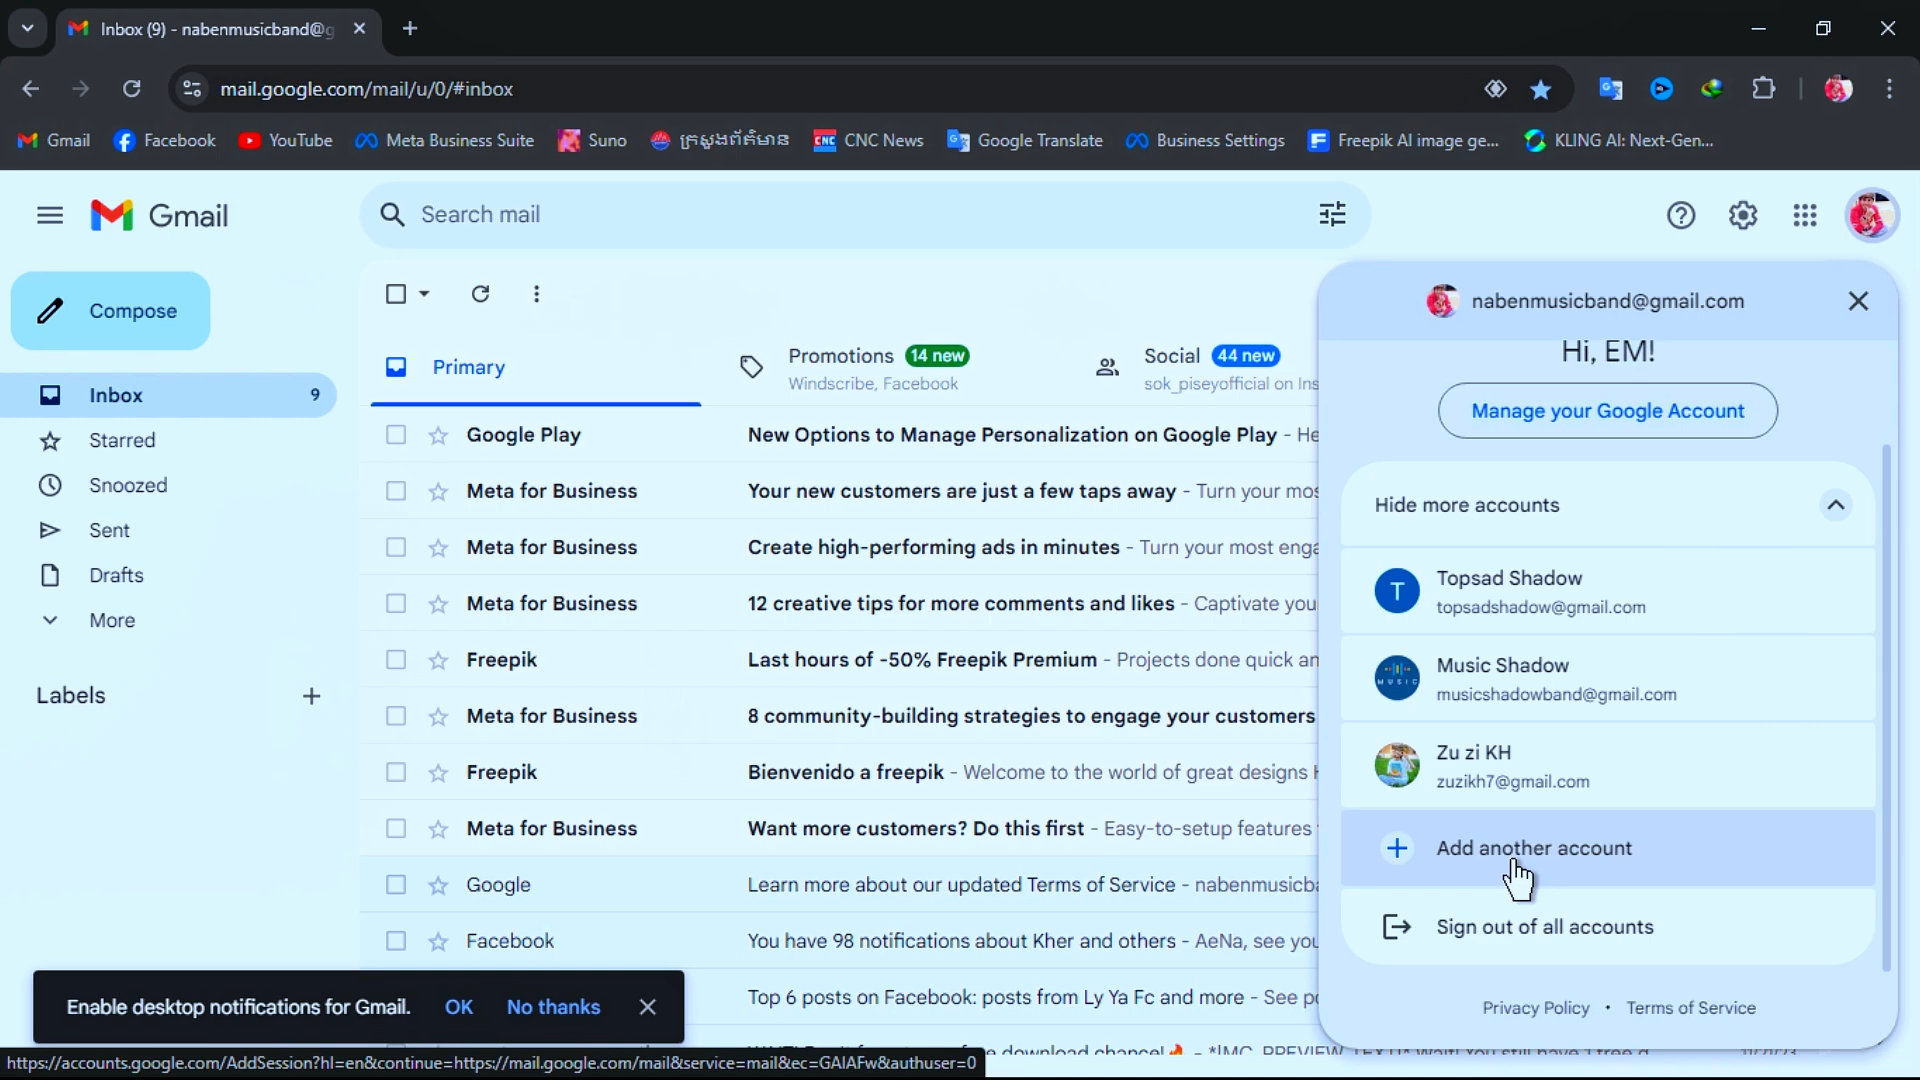 Inbox (9) - nabenmusicband@g
mail.google.com/mail/u/0/#inbox
Gmail
Facebook
YouTube
Meta Business Suite
Suno
ក្រសួងព័ត៌មាន
CNC
CNC News
Google Translate
Business Settings
Freepik AI image ge...
KLING AI: Next-Gen...
Gmail
Search mail
Compose
Inbox 9
Starred
Snoozed
Sent
Drafts
More
Labels
Primary
Promotions 14 new
Windscribe, Facebook
Social 44 new
sok_piseyofficial on Ins
Google Play New Options to Manage Personalization on Google Play - He
Meta for Business Your new customers are just a few taps away - Turn your mos
Meta for Business Create high-performing ads in minutes - Turn your most enga
Meta for Business 12 creative tips for more comments and likes - Captivate you
Freepik Last hours of -50% Freepik Premium - Projects done quick an
Meta for Business 8 community-building strategies to engage your customers
Freepik Bienvenido a freepik - Welcome to the world of great designs
Meta for Business Want more customers? Do this first - Easy-to-setup features
Google Learn more about our updated Terms of Service - nabenmusicba
Facebook You have 98 notifications about Kher and others - AeNa, see you
Top 6 posts on Facebook: posts from Ly Ya Fc and more - See po
nabenmusicband@gmail.com
Hi, EM!
Manage your Google Account
Hide more accounts
T
Topsad Shadow
topsadshadow@gmail.com
MUSIC
Music Shadow
musicshadowband@gmail.com
Zu zi KH
zuzikh7@gmail.com
Add another account
Sign out of all accounts
Privacy Policy • Terms of Service
Enable desktop notifications for Gmail. OK No thanks
https://accounts.google.com/AddSession?hl=en&continue=https://mail.google.com/mail&service=mail&ec=GAlAFw&authuser=0